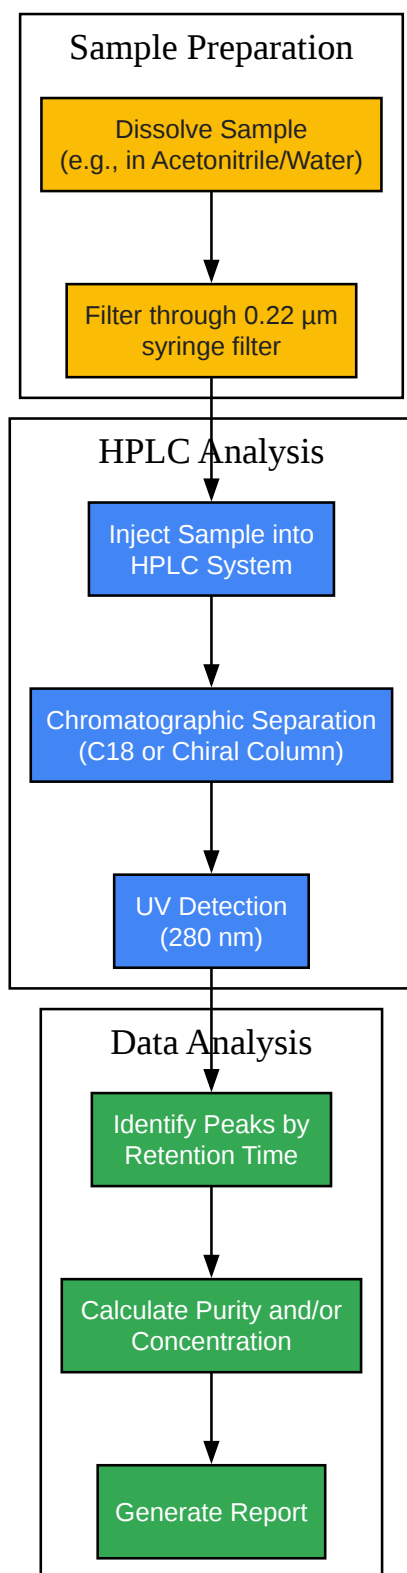 Sample Preparation
Dissolve Sample
(e.g., in Acetonitrile/Water)
Filter through 0.22 µm
syringe filter
HPLC Analysis
Inject Sample into
HPLC System
Chromatographic Separation
(C18 or Chiral Column)
UV Detection
(280 nm)
Data Analysis
Identify Peaks by
Retention Time
Calculate Purity and/or
Concentration
Generate Report